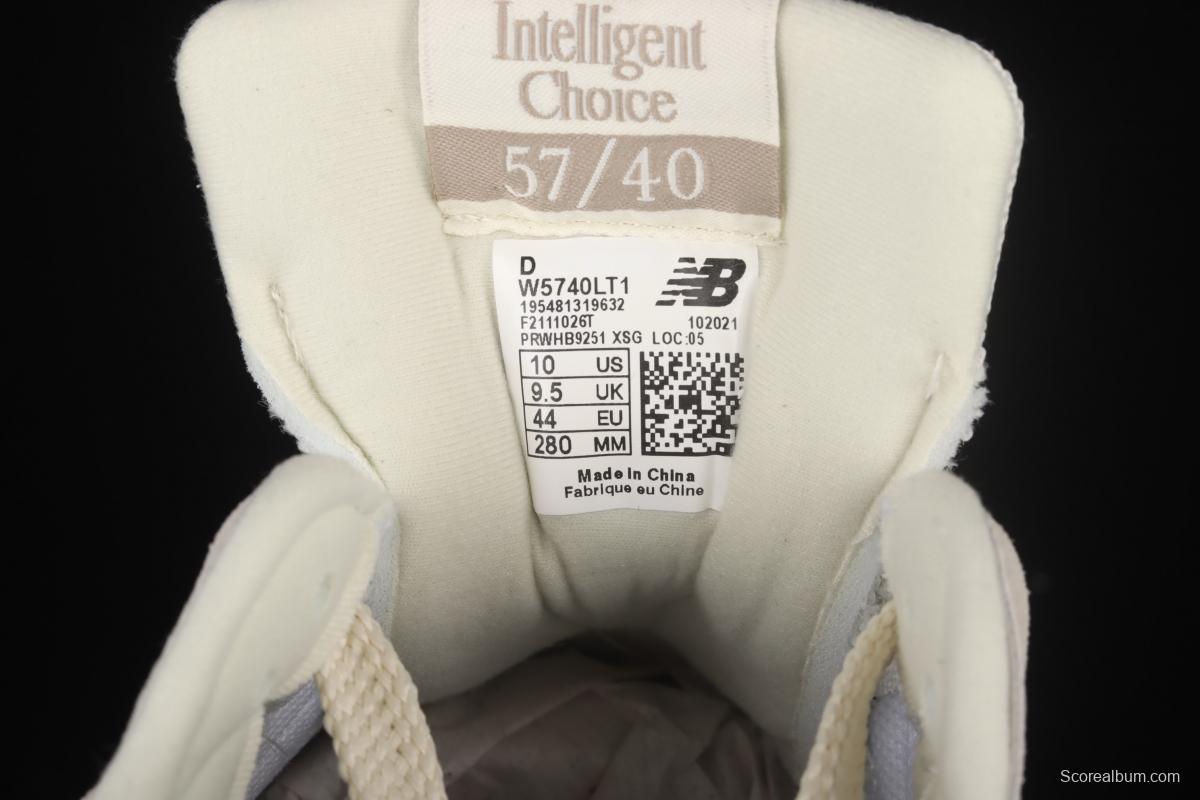 Intelligent
Choice
57/40
D
W5740LT1
NB
195481319632
F2111026T 102021
PRWHB9251 XSG LOC:05
10 US
9.5 UK
44 EU
280 MM
Made in China
Fabrique eu Chine
Scorealbum.com